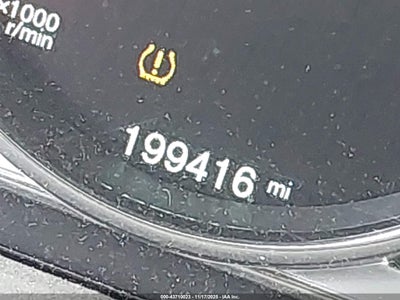 x1000
r/min
199416 mi
000-43710023 - 11/17/2025 - IAA Inc.